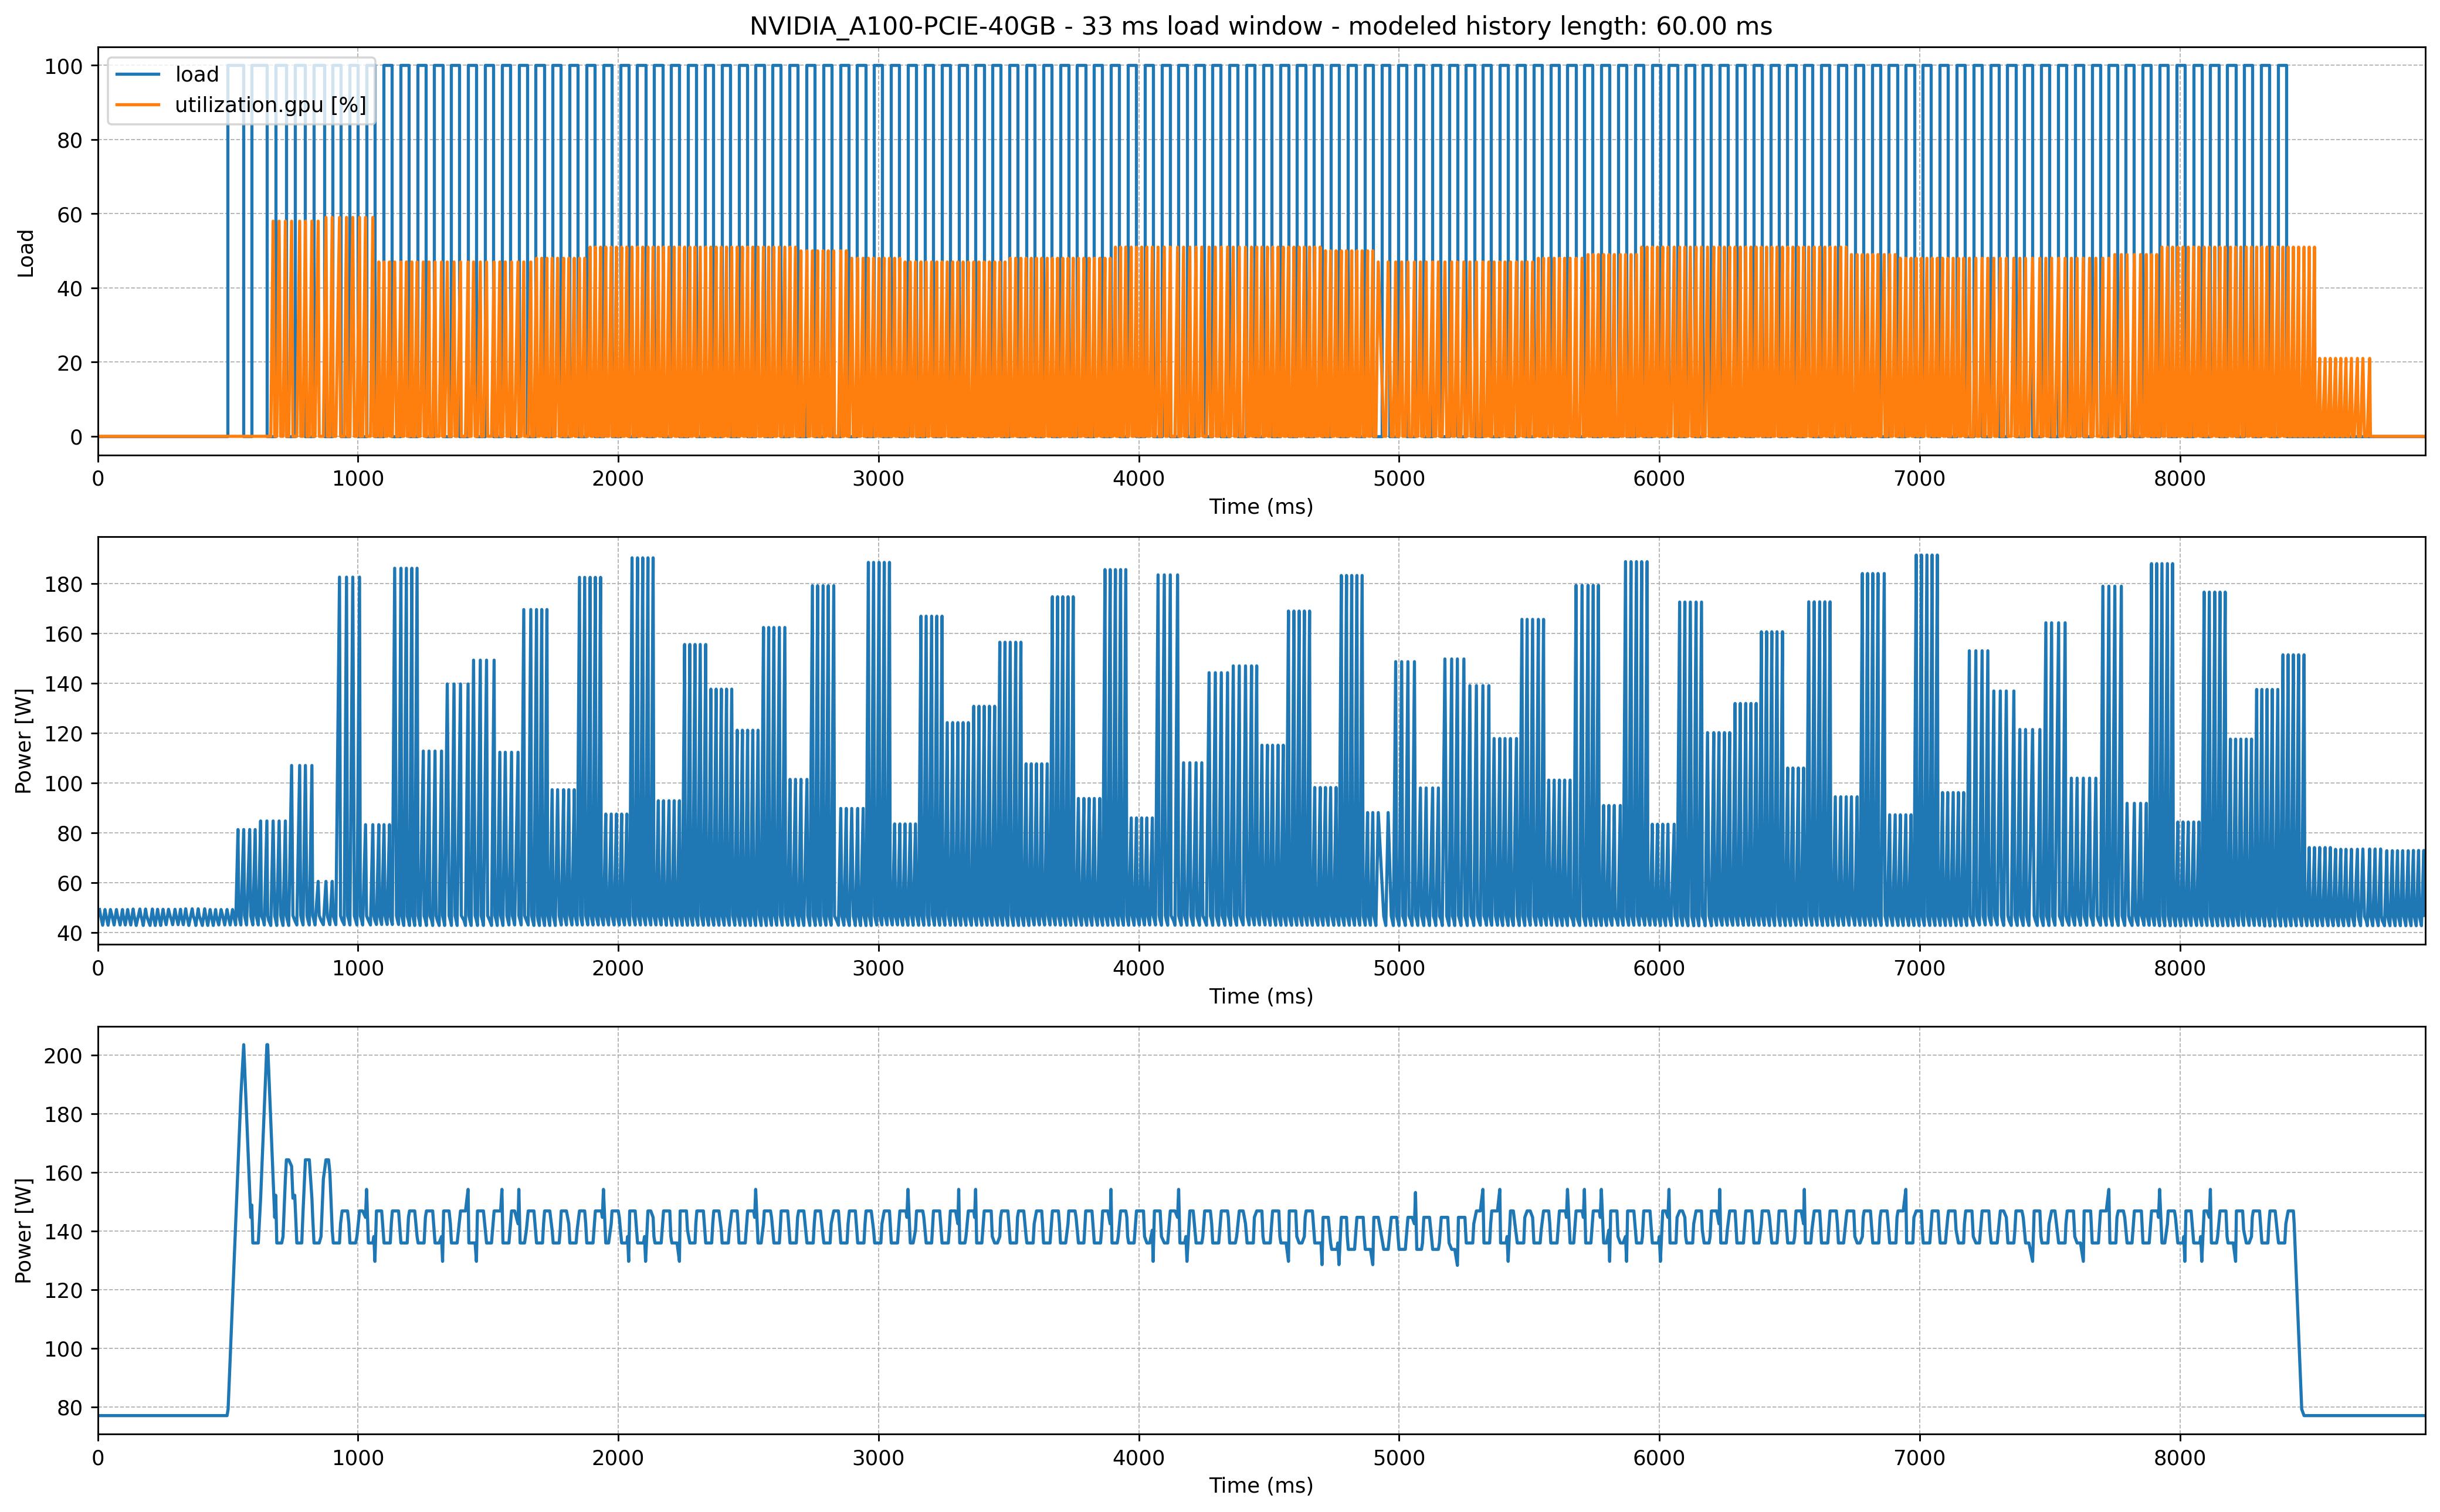 NVIDIA_A100-PCIE-40GB - 33 ms load window - modeled history length: 60.00 ms
load
utilization.gpu [%]
Load
100
80
60
40
20
0
0 1000 2000 3000 4000 5000 6000 7000 8000
Time (ms)
Power [W]
180
160
140
120
100
80
60
40
0 1000 2000 3000 4000 5000 6000 7000 8000
Time (ms)
Power [W]
200
180
160
140
120
100
80
0 1000 2000 3000 4000 5000 6000 7000 8000
Time (ms)